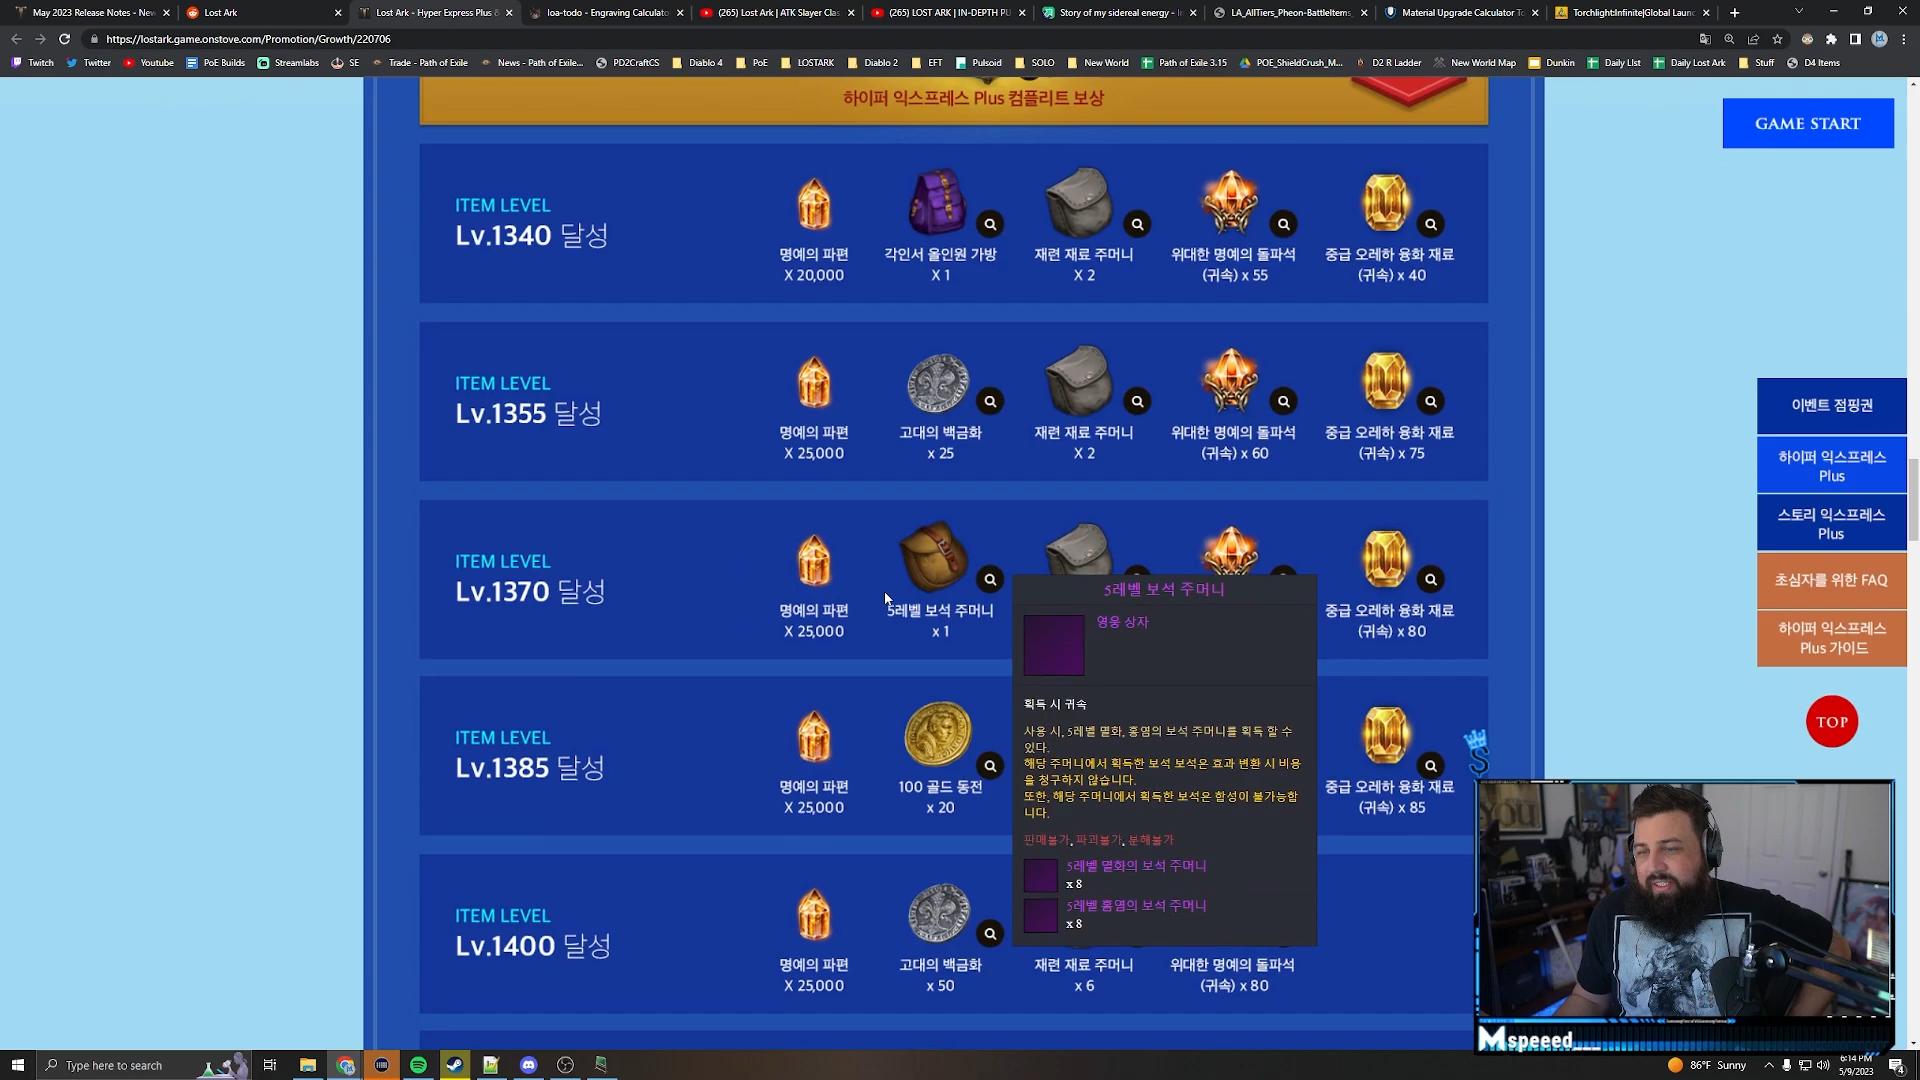 May 2023 Release Notes - New
Lost Ark
Lost Ark - Hyper Express Plus &
loa-todo - Engraving Calculato
(265) Lost Ark | ATK Slayer Clas
(265) LOST ARK | IN-DEPTH PU
Story of my sidereal energy - In
LA_AllTiers_Pheon-BattleItems_
Material Upgrade Calculator To
Torchlight:Infinite|Global Laun
https://lostark.game.onstove.com/Promotion/Growth/220706
Twitch
Twitter
Youtube
PoE Builds
Streamlabs
SE
Trade - Path of Exile
News - Path of Exile...
PD2CraftCS
Diablo 4
PoE
LOSTARK
Diablo 2
EFT
Pulsoid
SOLO
New World
Path of Exile 3.15
POE_ShieldCrush_M...
D2 R Ladder
New World Map
Dunkin
Daily LIst
Daily Lost Ark
Stuff
D4 Items
하이퍼 익스프레스 Plus 컴플리트 보상
GAME START
ITEM LEVEL
Lv.1340 달성
명예의 파편
X 20,000
각인서 올인원 가방
X 1
재련 재료 주머니
X 2
위대한 명예의 돌파석
(귀속) x 55
중급 오레하 융화 재료
(귀속) x 40
ITEM LEVEL
Lv.1355 달성
명예의 파편
X 25,000
고대의 백금화
x 25
재련 재료 주머니
X 2
위대한 명예의 돌파석
(귀속) x 60
중급 오레하 융화 재료
(귀속) x 75
ITEM LEVEL
Lv.1370 달성
명예의 파편
X 25,000
5레벨 보석 주머니
x 1
중급 오레하 융화 재료
(귀속) x 80
5레벨 보석 주머니
영웅 상자
획득 시 귀속
사용 시, 5레벨 멸화, 홍염의 보석 주머니를 획득 할 수
있다.
해당 주머니에서 획득한 보석 보석은 효과 변환 시 비용
을 청구하지 않습니다.
또한, 해당 주머니에서 획득한 보석은 합성이 불가능합
니다.
판매불가, 파괴불가, 분해불가
5레벨 멸화의 보석 주머니
x 8
5레벨 홍염의 보석 주머니
x 8
ITEM LEVEL
Lv.1385 달성
명예의 파편
X 25,000
100 골드 동전
x 20
중급 오레하 융화 재료
(귀속) x 85
ITEM LEVEL
Lv.1400 달성
명예의 파편
X 25,000
고대의 백금화
x 50
재련 재료 주머니
x 6
위대한 명예의 돌파석
(귀속) x 80
이벤트 점핑권
하이퍼 익스프레스
Plus
스토리 익스프레스
Plus
초심자를 위한 FAQ
하이퍼 익스프레스
Plus 가이드
TOP
Mspeeed___
Type here to search
86°F Sunny
6:14 PM
5/9/2023